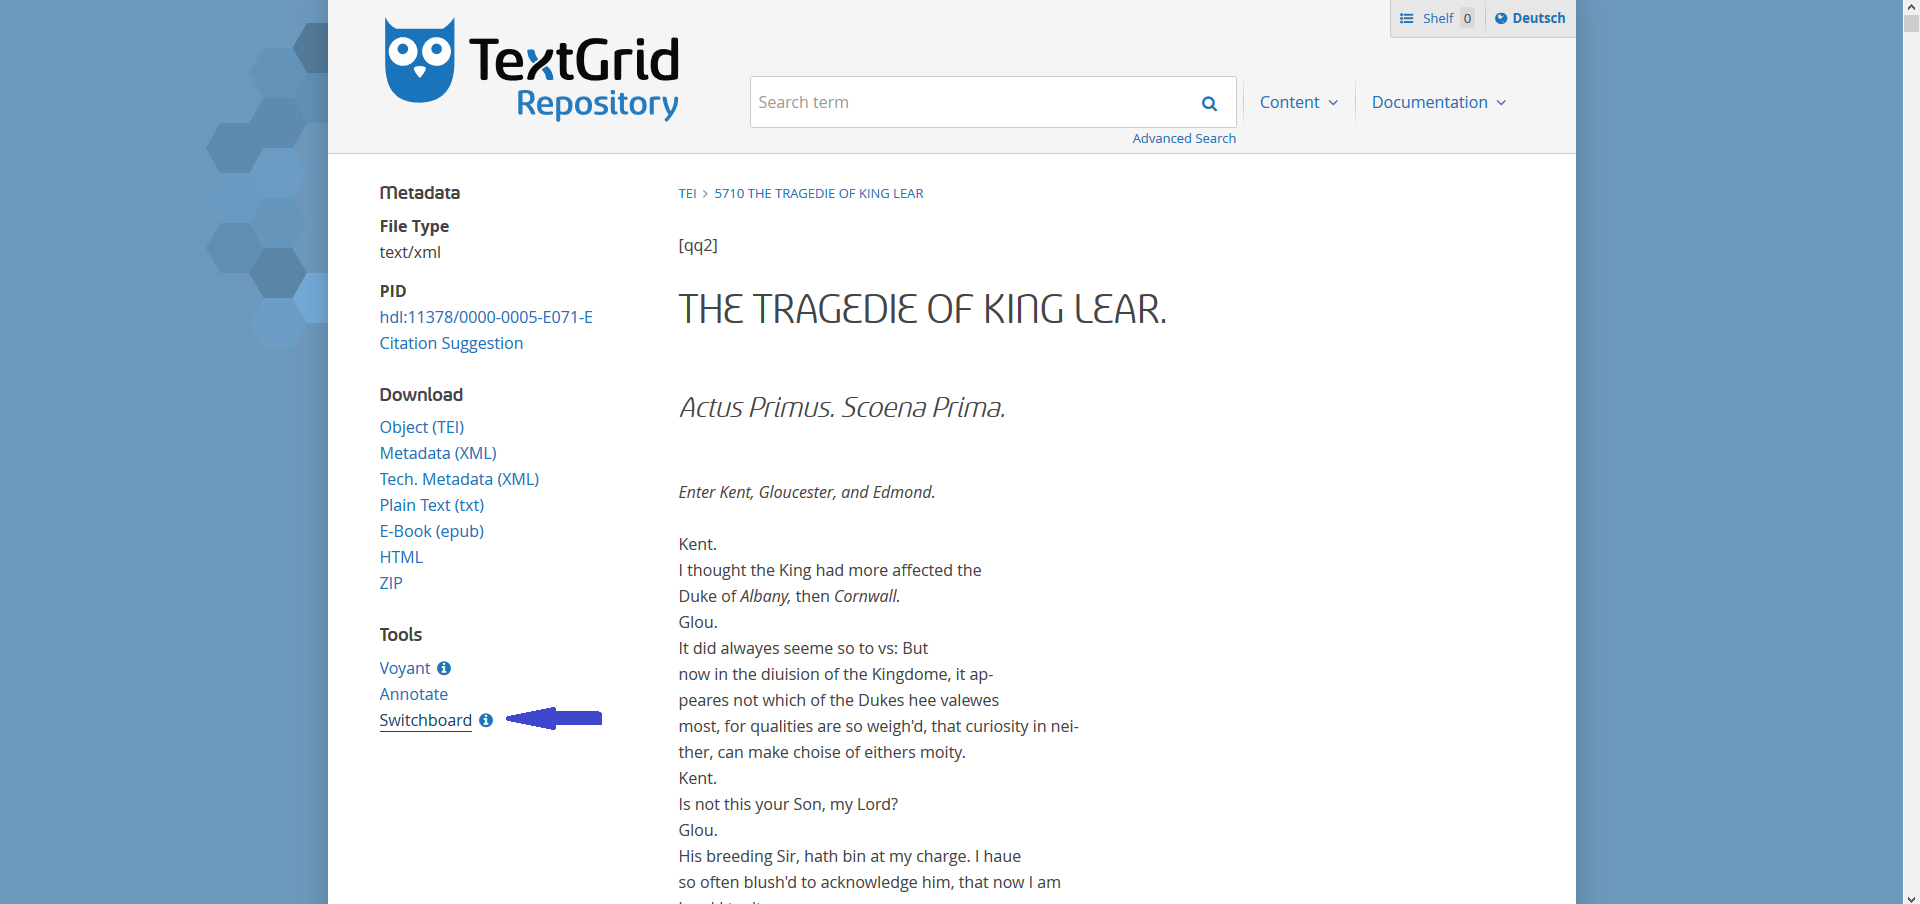 Shelf 0 Deutsch
TextGrid
Repository
Search term
Content
Documentation
Advanced Search
Metadata
File Type
text/xml
PID
hdl:11378/0000-0005-E071-E
Citation Suggestion
Download
Object (TEI)
Metadata (XML)
Tech. Metadata (XML)
Plain Text (txt)
E-Book (epub)
HTML
ZIP
Tools
Voyant
Annotate
Switchboard
TEI > 5710 THE TRAGEDIE OF KING LEAR
[qq2]
THE TRAGEDIE OF KING LEAR.
Actus Primus. Scoena Prima.
Enter Kent, Gloucester, and Edmond.
Kent.
I thought the King had more affected the
Duke of Albany, then Cornwall.
Glou.
It did alwayes seeme so to vs: But
now in the diuision of the Kingdome, it ap-
peares not which of the Dukes hee valewes
most, for qualities are so weigh'd, that curiosity in nei-
ther, can make choise of eithers moity.
Kent.
Is not this your Son, my Lord?
Glou.
His breeding Sir, hath bin at my charge. I haue
so often blush'd to acknowledge him, that now I am